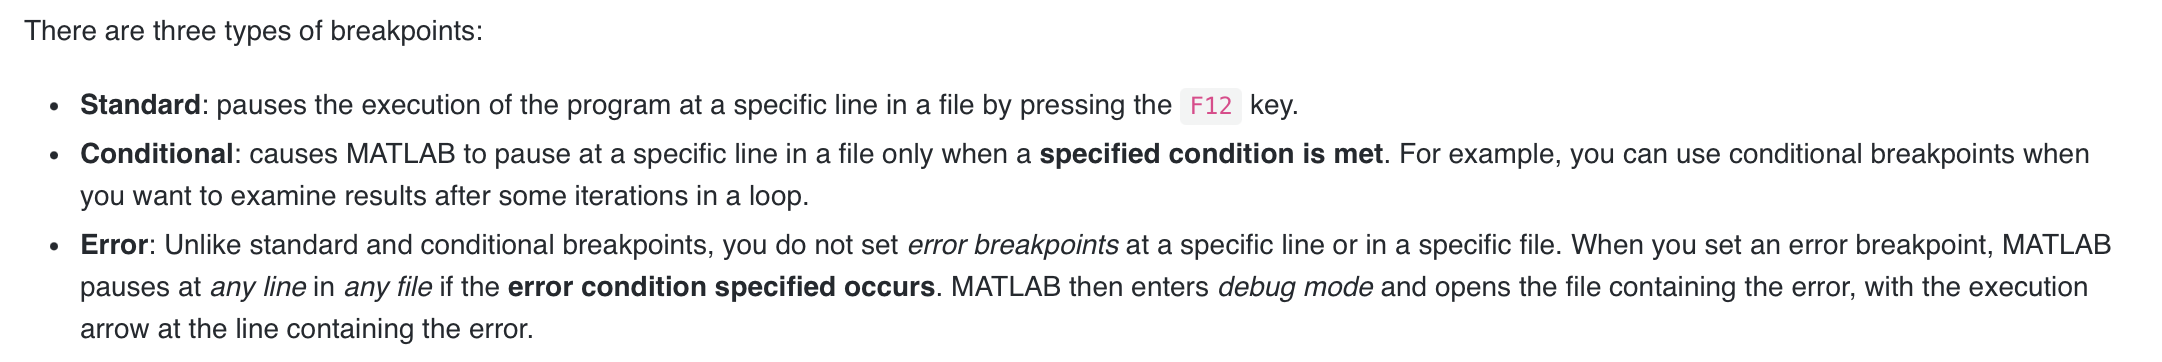 There are three types of breakpoints:
• Standard: pauses the execution of the program at a specific line in a file by pressing the F12 key.
• Conditional: causes MATLAB to pause at a specific line in a file only when a specified condition is met. For example, you can use conditional breakpoints when
you want to examine results after some iterations in a loop.
• Error: Unlike standard and conditional breakpoints, you do not set error breakpoints at a specific line or in a specific file. When you set an error breakpoint, MATLAB
pauses at any line in any file if the error condition specified occurs. MATLAB then enters debug mode and opens the file containing the error, with the execution
arrow at the line containing the error.